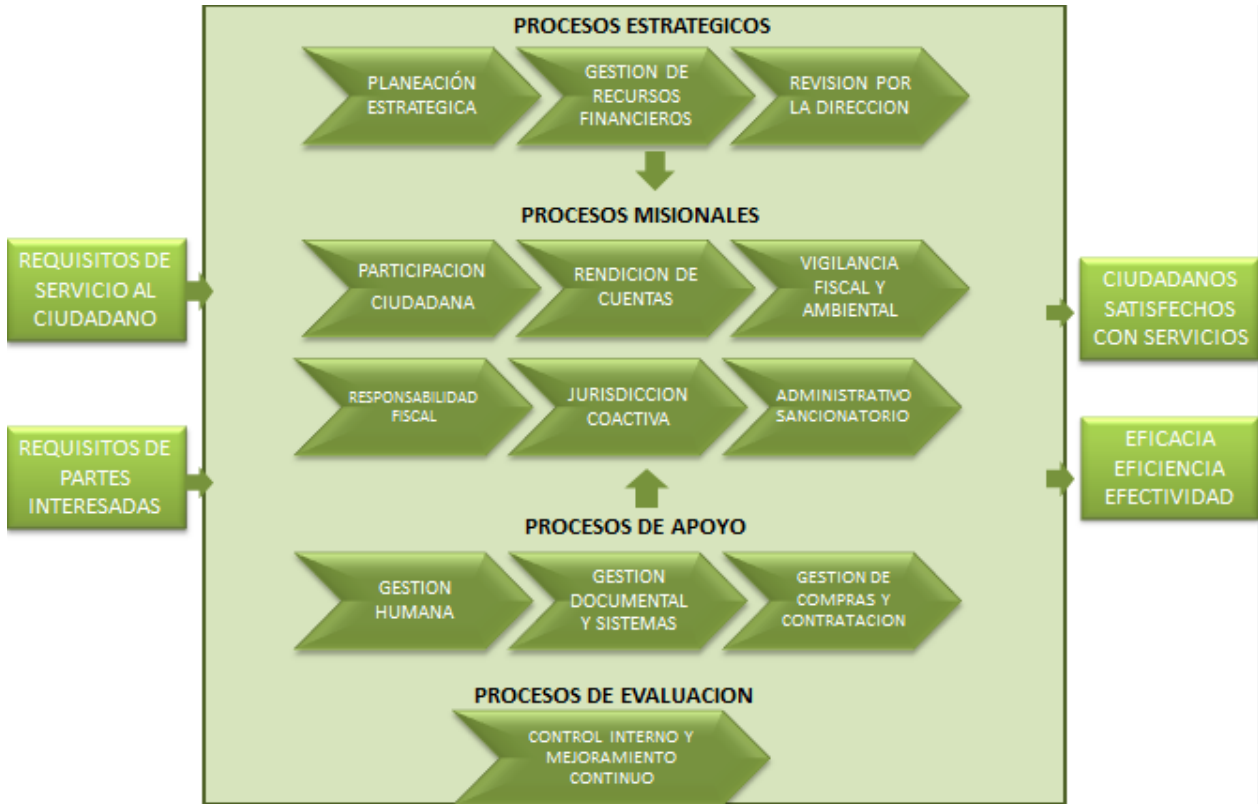 PROCESOS ESTRATEGICOS
PLANEACIÓN
ESTRATEGICA
GESTION DE
RECURSOS
FINANCIEROS
REVISION POR
LA DIRECCION
PROCESOS MISIONALES
REQUISITOS DE
SERVICIO AL
CIUDADANO
PARTICIPACION
CIUDADANA
RENDICION DE
CUENTAS
VIGILANCIA
FISCAL Y
AMBIENTAL
CIUDADANOS
SATISFECHOS
CON SERVICIOS
RESPONSABILIDAD
FISCAL
JURISDICCION
COACTIVA
ADMINISTRATIVO
SANCIONATORIO
REQUISITOS DE
PARTES
INTERESADAS
EFICACIA
EFICIENCIA
EFECTIVIDAD
PROCESOS DE APOYO
GESTION
HUMANA
GESTION
DOCUMENTAL
Y SISTEMAS
GESTION DE
COMPRAS Y
CONTRATACION
PROCESOS DE EVALUACION
CONTROL INTERNO Y
MEJORAMIENTO
CONTINUO